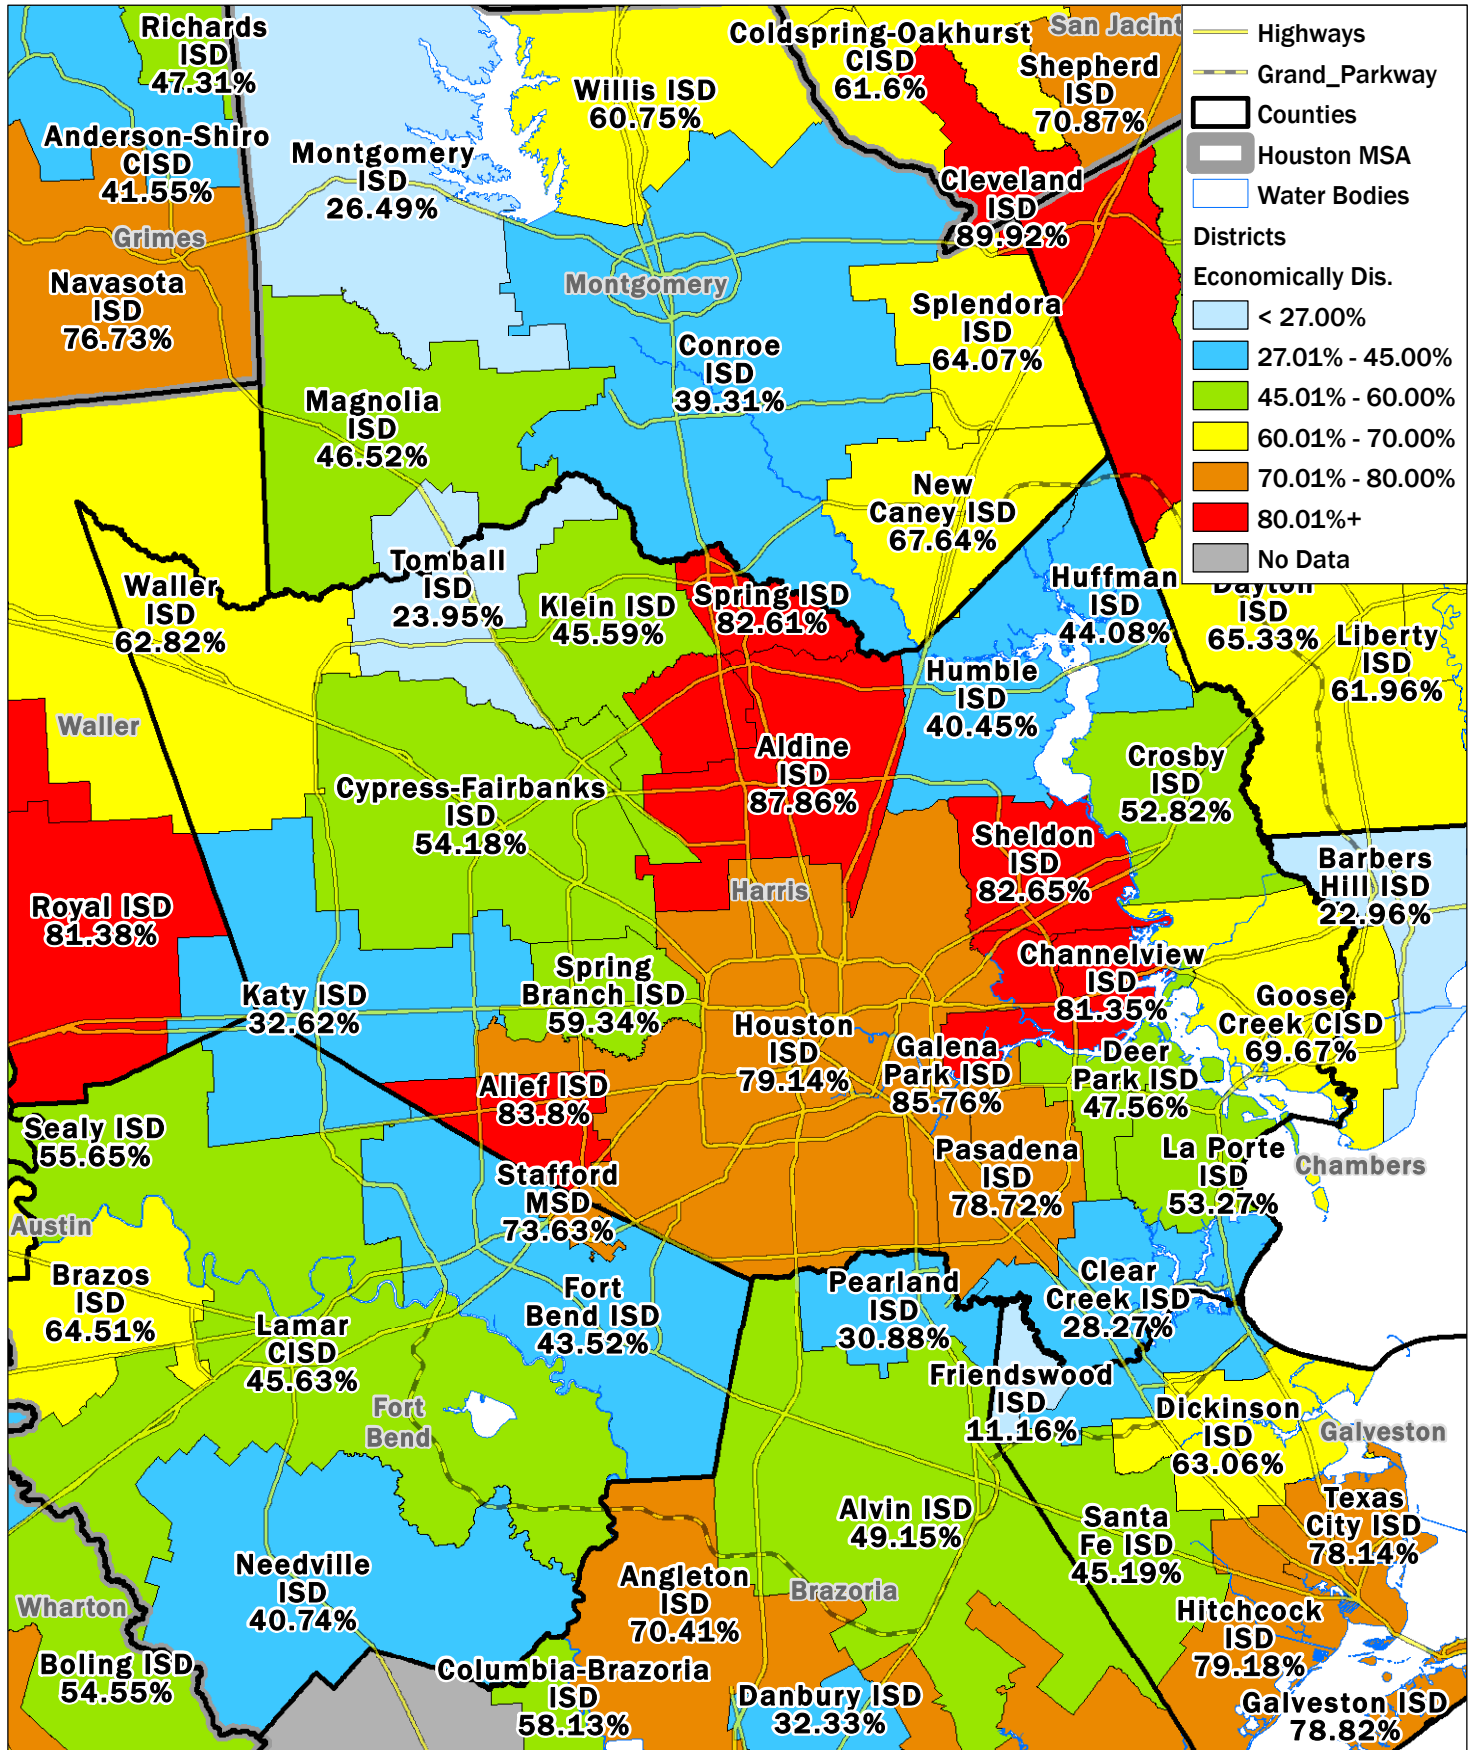 Richards
ISD
47.31%
Coldspring-Oakhurst
CISD
61.6%
San Jacint
Shepherd
ISD
70.87%
Willis ISD
60.75%
Anderson-Shiro
CISD
41.55%
Montgomery
ISD
26.49%
Cleveland
ISD
89.92%
Grimes
Navasota
ISD
76.73%
Montgomery
Splendora
ISD
64.07%
Conroe
ISD
39.31%
Magnolia
ISD
46.52%
New
Caney ISD
67.64%
Highways
Grand_Parkway
Counties
Houston MSA
Water Bodies
Districts
Economically Dis.
< 27.00%
27.01% - 45.00%
45.01% - 60.00%
60.01% - 70.00%
70.01% - 80.00%
80.01%+
No Data
Tomball
ISD
23.95%
Waller
ISD
62.82%
Klein ISD
45.59%
Spring ISD
82.61%
Huffman
ISD
44.08%
Dayton
ISD
65.33%
Liberty
ISD
61.96%
Humble
ISD
40.45%
Waller
Aldine
ISD
87.86%
Crosby
ISD
52.82%
Cypress-Fairbanks
ISD
54.18%
Sheldon
ISD
82.65%
Barbers
Hill ISD
22.96%
Harris
Royal ISD
81.38%
Channelview
ISD
81.35%
Spring
Branch ISD
59.34%
Katy ISD
32.62%
Goose
Creek CISD
69.67%
Houston
ISD
79.14%
Galena
Park ISD
85.76%
Deer
Park ISD
47.56%
Alief ISD
83.8%
Sealy ISD
55.65%
Pasadena
ISD
78.72%
La Porte
ISD
53.27%
Chambers
Stafford
MSD
73.63%
Austin
Brazos
ISD
64.51%
Fort
Bend ISD
43.52%
Pearland
ISD
30.88%
Clear
Creek ISD
28.27%
Lamar
CISD
45.63%
Friendswood
ISD
11.16%
Fort
Bend
Dickinson
ISD
63.06%
Galveston
Alvin ISD
49.15%
Santa
Fe ISD
45.19%
Texas
City ISD
78.14%
Needville
ISD
40.74%
Angleton
ISD
70.41%
Brazoria
Wharton
Hitchcock
ISD
79.18%
Boling ISD
54.55%
Columbia-Brazoria
ISD
58.13%
Danbury ISD
32.33%
Galveston ISD
78.82%